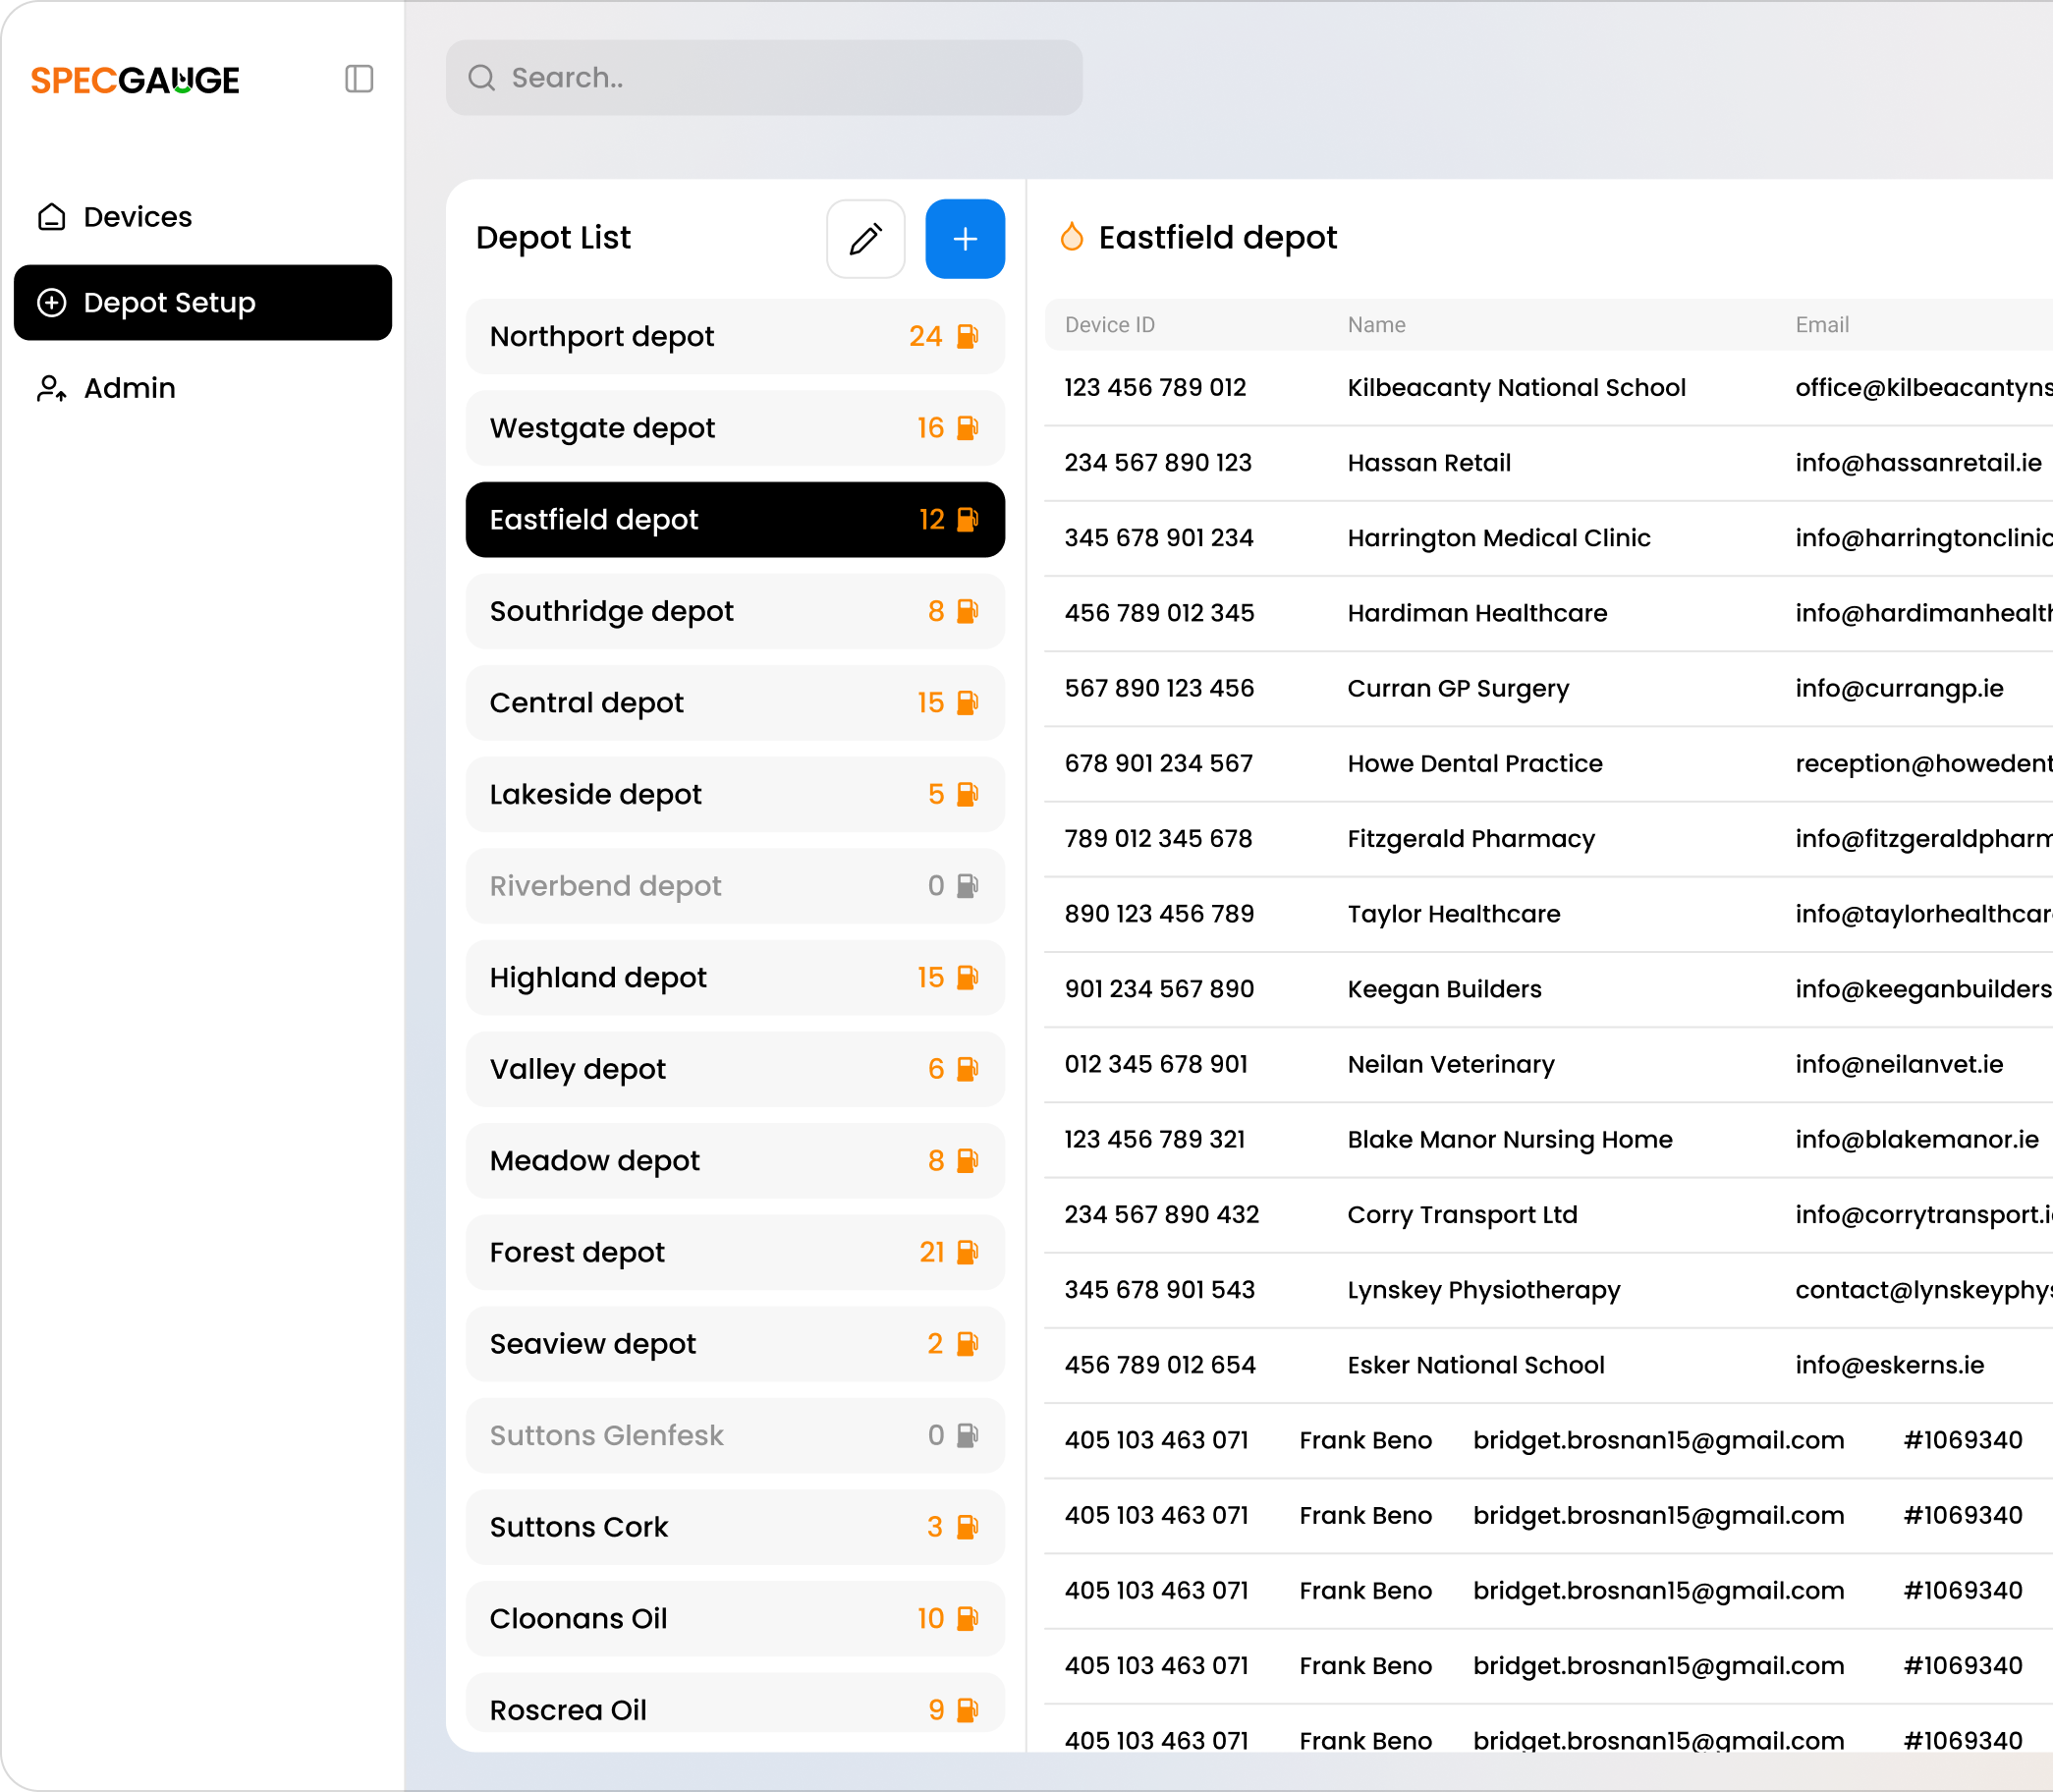 SPECGAUGE
Search..
Devices
Depot Setup
Admin
Depot List
Northport depot 24
Westgate depot 16
Eastfield depot 12
Southridge depot 8
Central depot 15
Lakeside depot 5
Riverbend depot 0
Highland depot 15
Valley depot 6
Meadow depot 8
Forest depot 21
Seaview depot 2
Suttons Glenfesk 0
Suttons Cork 3
Cloonans Oil 10
Roscrea Oil 9
Eastfield depot
Device ID Name Email
123 456 789 012 Kilbeacanty National School office@kilbeacantyns
234 567 890 123 Hassan Retail info@hassanretail.ie
345 678 901 234 Harrington Medical Clinic info@harringtonclinic
456 789 012 345 Hardiman Healthcare info@hardimanhealth
567 890 123 456 Curran GP Surgery info@currangp.ie
678 901 234 567 Howe Dental Practice reception@howedent
789 012 345 678 Fitzgerald Pharmacy info@fitzgeraldpharm
890 123 456 789 Taylor Healthcare info@taylorhealthcar
901 234 567 890 Keegan Builders info@keeganbuilders
012 345 678 901 Neilan Veterinary info@neilanvet.ie
123 456 789 321 Blake Manor Nursing Home info@blakemanor.ie
234 567 890 432 Corry Transport Ltd info@corrytransport.i
345 678 901 543 Lynskey Physiotherapy contact@lynskeyphys
456 789 012 654 Esker National School info@eskerns.ie
405 103 463 071 Frank Beno bridget.brosnan15@gmail.com #1069340
405 103 463 071 Frank Beno bridget.brosnan15@gmail.com #1069340
405 103 463 071 Frank Beno bridget.brosnan15@gmail.com #1069340
405 103 463 071 Frank Beno bridget.brosnan15@gmail.com #1069340
405 103 463 071 Frank Beno bridget.brosnan15@gmail.com #1069340